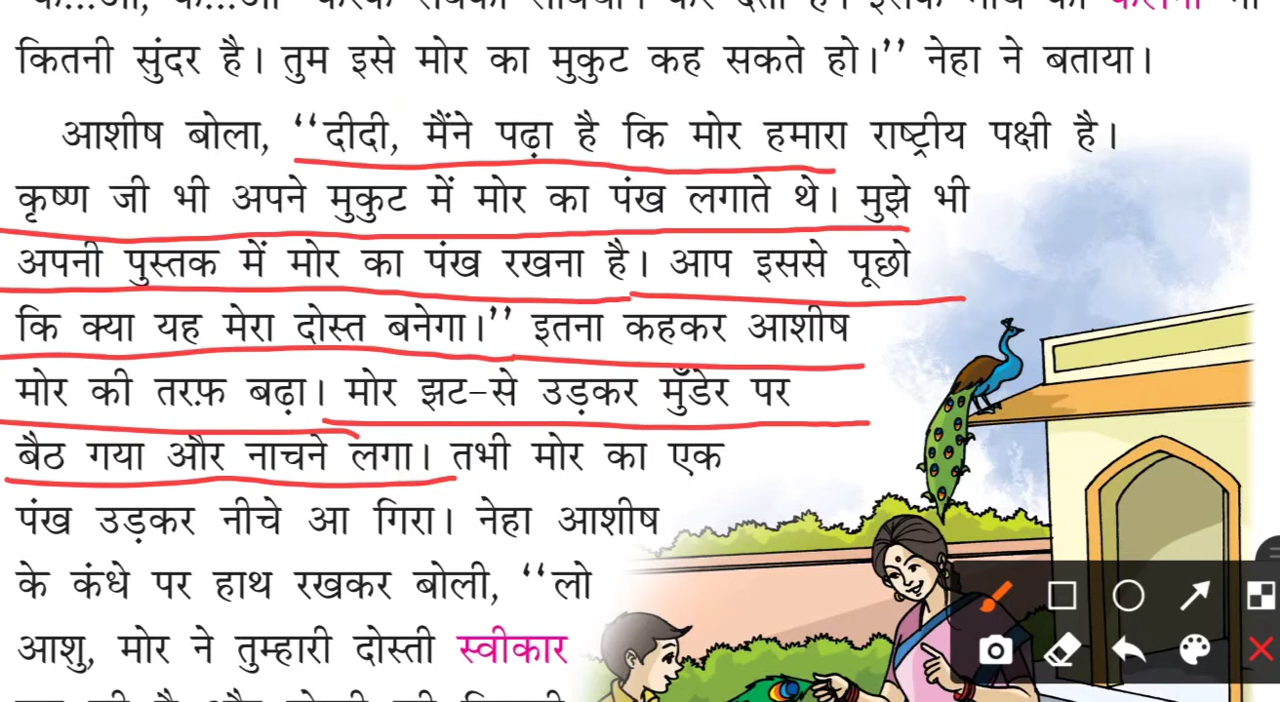 कितनी सुंदर है। तुम इसे मोर का मुकुट कह सकते हो।’’ नेहा ने बताया।
आशीष बोला, ‘‘दीदी, मैंने पढ़ा है कि मोर हमारा राष्ट्रीय पक्षी है।
कृष्ण जी भी अपने मुकुट में मोर का पंख लगाते थे। मुझे भी
अपनी पुस्तक में मोर का पंख रखना है। आप इससे पूछो
कि क्या यह मेरा दोस्त बनेगा।’’ इतना कहकर आशीष
मोर की तरफ़ बढ़ा। मोर झट-से उड़कर मुँडेर पर
बैठ गया और नाचने लगा। तभी मोर का एक
पंख उड़कर नीचे आ गिरा। नेहा आशीष
के कंधे पर हाथ रखकर बोली, ‘‘लो
आशु, मोर ने तुम्हारी दोस्ती स्वीकार